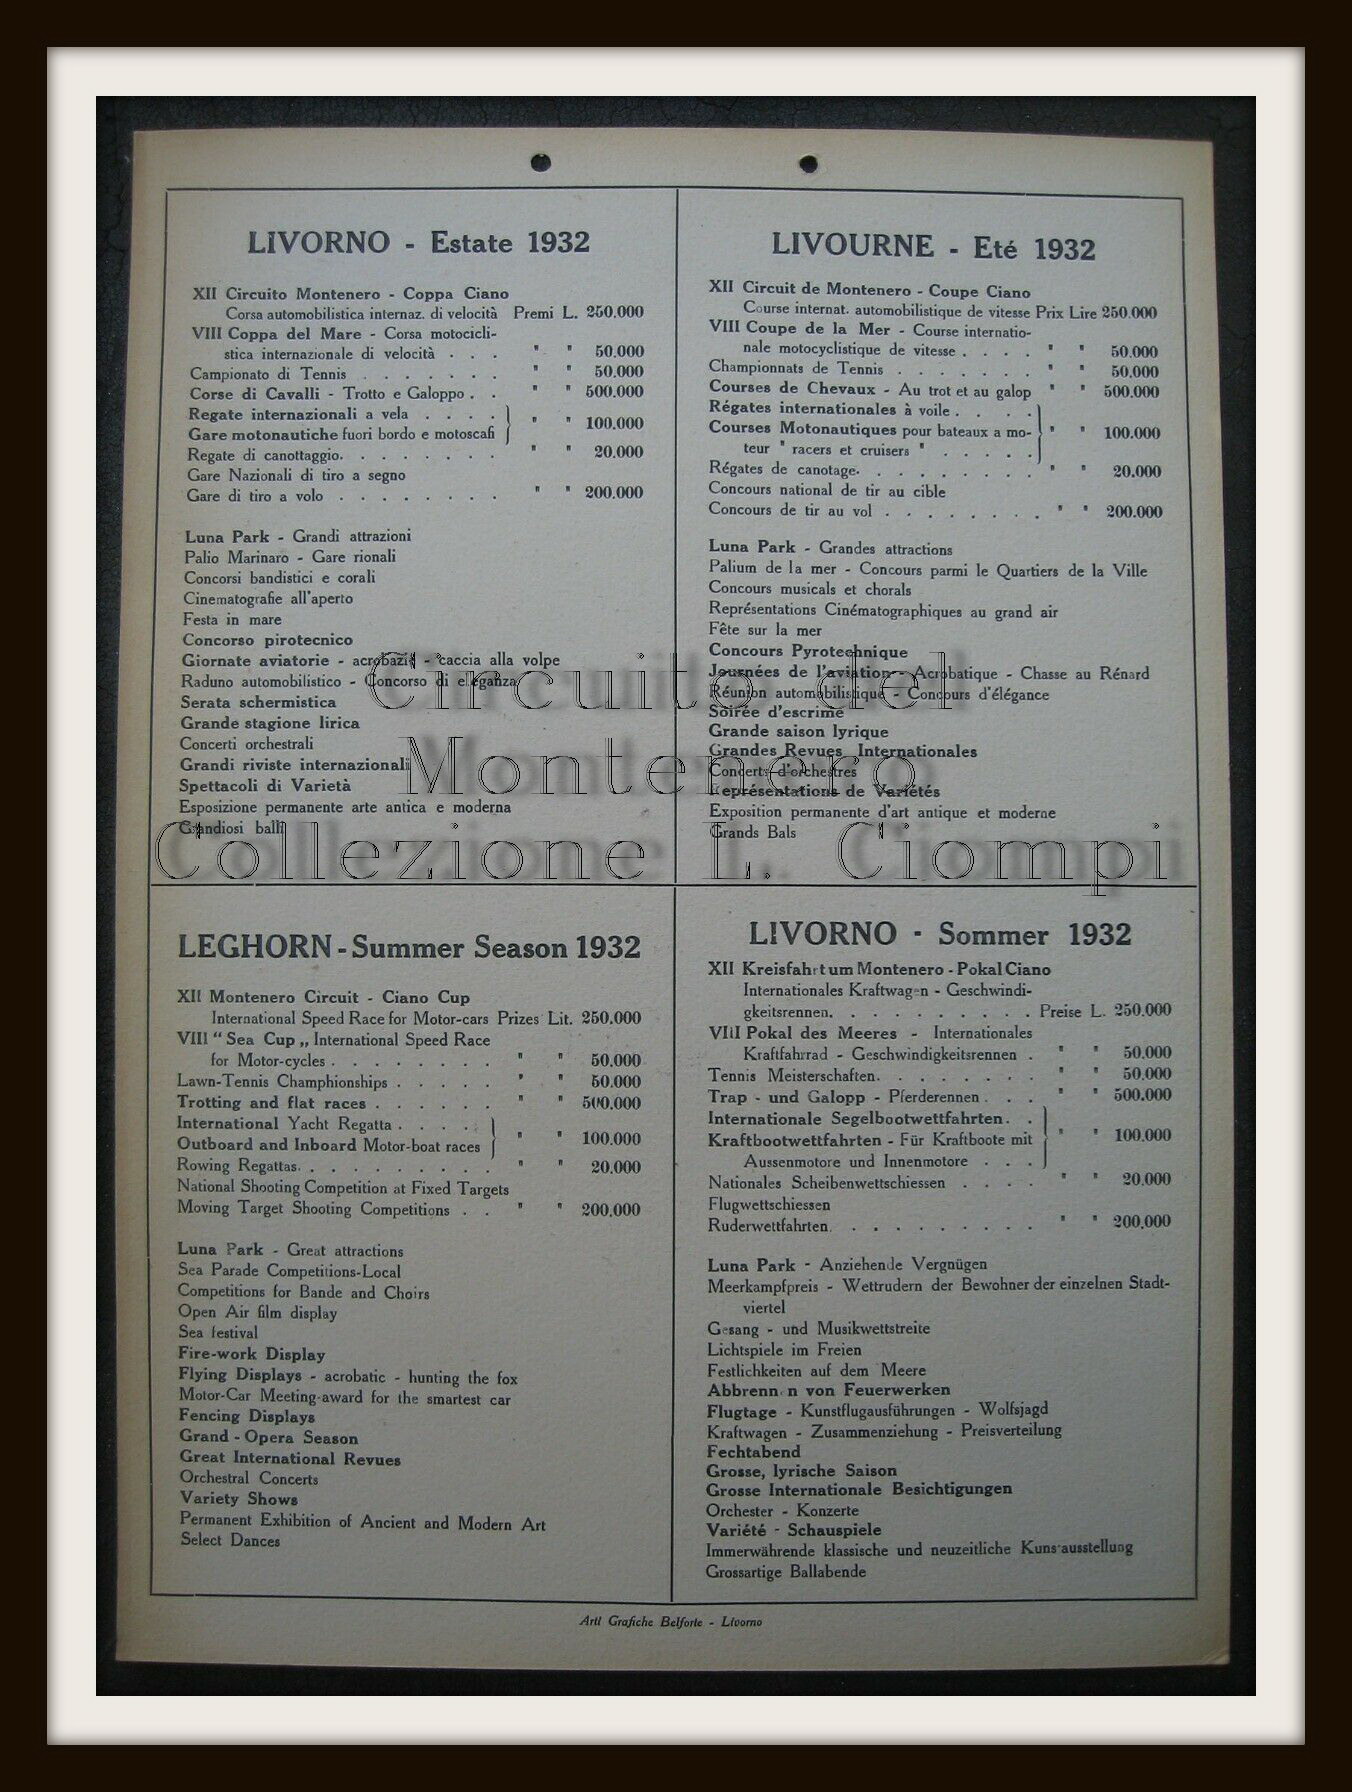 LIVORNO - Estate 1932
XII Circuito Montenero - Coppa Ciano
Corsa automobilistica internaz. di velocità Premi L. 250.000
VIII Coppa del Mare - Corsa motocicli-
stica internazionale di velocità . . . " " 50.000
Campionato di Tennis . . . . . . . " " 50.000
Corse di Cavalli - Trotto e Galoppo . . " " 500.000
Regate internazionali a vela . . . .
Gare motonautiche fuori bordo e motoscafi } " " 100.000
Regate di canottaggio. . . . . . . . " " 20.000
Gare Nazionali di tiro a segno
Gare di tiro a volo . . . . . . . . " " 200.000
Luna Park - Grandi attrazioni
Palio Marinaro - Gare rionali
Concorsi bandistici e corali
Cinematografie all'aperto
Festa in mare
Concorso pirotecnico
Giornate aviatorie - acrobazie - caccia alla volpe
Raduno automobilistico - Concorso di eleganza
Serata schermistica
Grande stagione lirica
Concerti orchestrali
Grandi riviste internazionali
Spettacoli di Varietà
Esposizione permanente arte antica e moderna
Grandiosi balli
LIVOURNE - Eté 1932
XII Circuit de Montenero - Coupe Ciano
Course internat. automobilistique de vitesse Prix Lire 250.000
VIII Coupe de la Mer - Course internatio-
nale motocyclistique de vitesse . . . . " " 50.000
Championnats de Tennis . . . . . . . " " 50.000
Courses de Chevaux - Au trot et au galop " " 500.000
Régates internationales à voile . . . .
Courses Motonautiques pour bateaux a mo- } " " 100.000
teur " racers et cruisers " . . . . .
Régates de canotage. . . . . . . . " " 20.000
Concours national de tir au cible
Concours de tir au vol . . . . . . . . " " 200.000
Luna Park - Grandes attractions
Palium de la mer - Concours parmi le Quartiers de la Ville
Concours musicals et chorals
Représentations Cinématographiques au grand air
Fête sur la mer
Concours Pyrotechnique
Journées de l'aviation - Acrobatique - Chasse au Rénard
Réunion automobilistique - Concours d'élégance
Soirée d'escrime
Grande saison lyrique
Grandes Revues Internationales
Concerts d'orchestres
Représentations de Varietés
Exposition permanente d'art antique et moderne
Grands Bals
Circuito del
Montenero
Collezione L. Ciompi
LEGHORN - Summer Season 1932
XII Montenero Circuit - Ciano Cup
International Speed Race for Motor-cars Prizes Lit. 250.000
VIII " Sea Cup „ International Speed Race
for Motor-cycles . . . . . . . . " " 50.000
Lawn-Tennis Champhionships . . . . . " " 50.000
Trotting and flat races . . . . . . " " 500.000
International Yacht Regatta . . . . .
Outboard and Inboard Motor-boat races } " " 100.000
Rowing Regattas. . . . . . . . . . " " 20.000
National Shooting Competition at Fixed Targets
Moving Target Shooting Competitions . . " " 200.000
Luna Park - Great attractions
Sea Parade Competitions-Local
Competitions for Bande and Choirs
Open Air film display
Sea festival
Fire-work Display
Flying Displays - acrobatic - hunting the fox
Motor-Car Meeting-award for the smartest car
Fencing Displays
Grand - Opera Season
Great International Revues
Orchestral Concerts
Variety Shows
Permanent Exhibition of Ancient and Modern Art
Select Dances
LIVORNO - Sommer 1932
XII Kreisfahrt um Montenero - Pokal Ciano
Internationales Kraftwagen - Geschwindi-
gkeitsrennen. . . . . . . . . . Preise L. 250.000
VIII Pokal des Meeres - Internationales
Kraftfahrrad - Geschwindigkeitsrennen . " " 50.000
Tennis Meisterschaften. . . . . . . . " " 50.000
Trap - und Galopp - Pferderennen . . . " " 500.000
Internationale Segelbootwettfahrten. . .
Kraftbootwettfahrten - Für Kraftboote mit } " " 100.000
Aussenmotore und Innenmotore . . .
Nationales Scheibenwettschiessen . . . . " " 20.000
Flugwettschiessen
Ruderwettfahrten. . . . . . . . . . " " 200.000
Luna Park - Anziehende Vergnügen
Meerkampfpreis - Wettrudern der Bewohner der einzelnen Stadt-
viertel
Gesang - und Musikwettstreite
Lichtspiele im Freien
Festlichkeiten auf dem Meere
Abbrennen von Feuerwerken
Flugtage - Kunstflugausführungen - Wolfsjagd
Kraftwagen - Zusammenziehung - Preisverteilung
Fechtabend
Grosse, lyrische Saison
Grosse Internationale Besichtigungen
Orchester - Konzerte
Variété - Schauspiele
Immerwährende klassische und neuzeitliche Kunstausstellung
Grossartige Ballabende
Arti Grafiche Belforte - Livorno